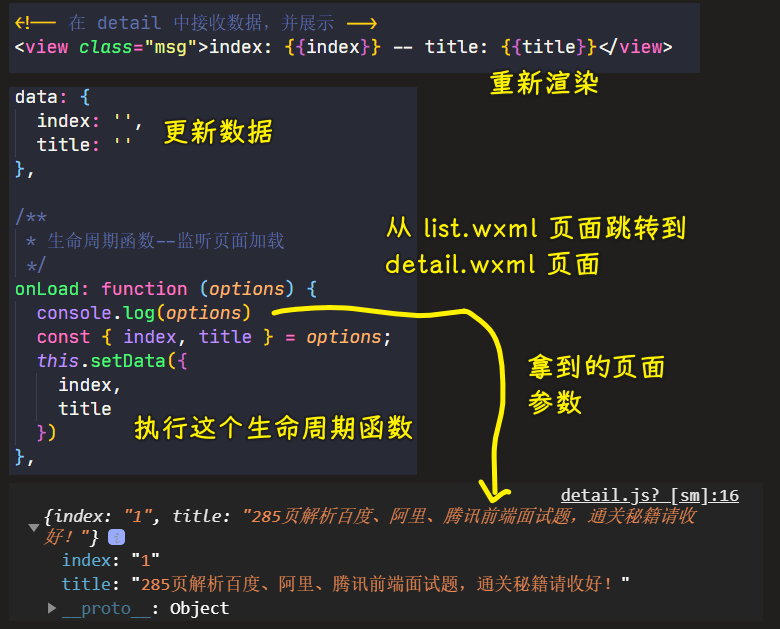 <!-- 在 detail 中接收数据，并展示 -->
<view class="msg">index: {{index}} -- title: {{title}}</view>
重新渲染
data: {
index: '',
title: ''
},
更新数据
/**
* 生命周期函数--监听页面加载
*/
onLoad: function (options) {
console.log(options)
const { index, title } = options;
this.setData({
index,
title
})
},
执行这个生命周期函数
从 list.wxml 页面跳转到
detail.wxml 页面
拿到的页面
参数
detail.js? [sm]:16
{index: "1", title: "285页解析百度、阿里、腾讯前端面试题，通关秘籍请收
好！"} i
index: "1"
title: "285页解析百度、阿里、腾讯前端面试题，通关秘籍请收好！"
__proto__: Object